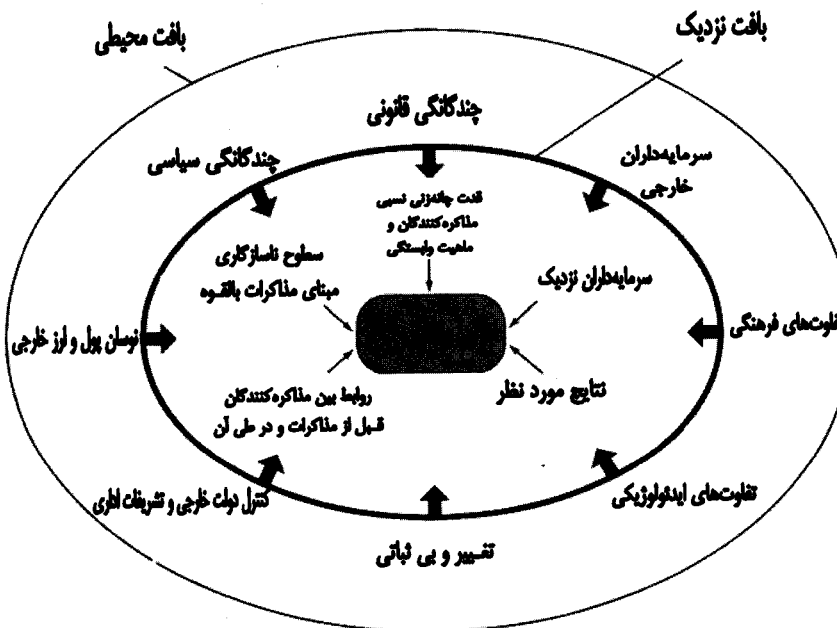 بافت نزدیک
بافت محیطی
چندگانگی قانونی
سرمایه‌داران
خارجی
چندگانگی سیاسی
قدت چانه‌زنی نسبی
مذاکره‌کنندگان و
ماهیت وابستگی
سطوح ناسازگاری
مبنای مذاکرات بالقوه
سرمایه‌داران نزدیک
تفاوت‌های فرهنگی
نوسان پول و ارز خارجی
روابط بین مذاکره‌کنندگان
قبل از مذاکرات و در طی آن
نتایج مورد نظر
تفاوت‌های ایدئولوژیکی
کنترل دولت خارجی و تشریفات اداری
تغییر و بی ثباتی